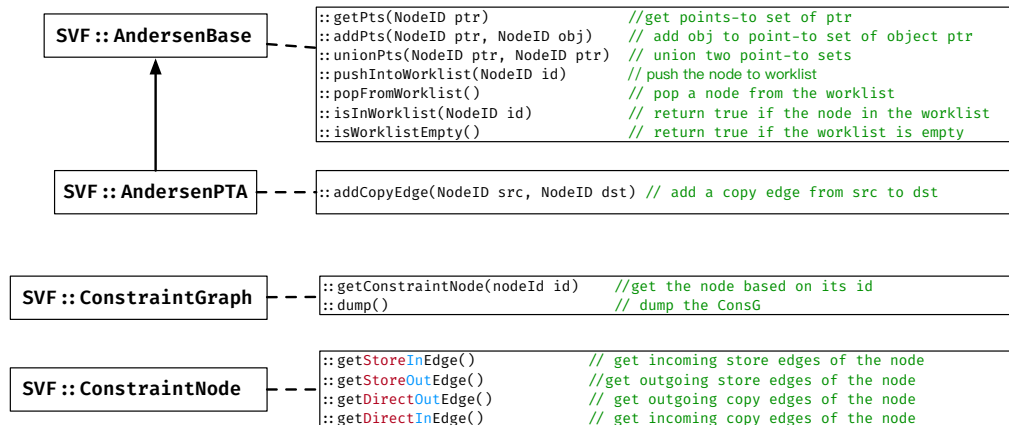 SVF::AndersenBase
::getPts(NodeID ptr) //get points-to set of ptr
::addPts(NodeID ptr, NodeID obj) // add obj to point-to set of object ptr
::unionPts(NodeID ptr, NodeID ptr) // union two point-to sets
::pushIntoWorklist(NodeID id) // push the node to worklist
::popFromWorklist() // pop a node from the worklist
::isInWorklist(NodeID id) // return true if the node in the worklist
::isWorklistEmpty() // return true if the worklist is empty
SVF::AndersenPTA
::addCopyEdge(NodeID src, NodeID dst) // add a copy edge from src to dst
SVF::ConstraintGraph
::getConstraintNode(nodeId id) //get the node based on its id
::dump() // dump the ConsG
SVF::ConstraintNode
::getStoreInEdge() // get incoming store edges of the node
::getStoreOutEdge() //get outgoing store edges of the node
::getDirectOutEdge() // get outgoing copy edges of the node
::getDirectInEdge() // get incoming copy edges of the node